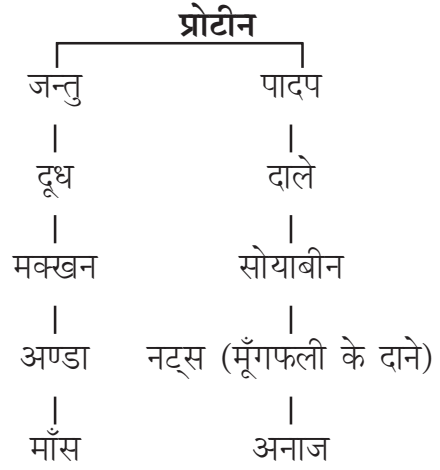 प्रोटीन
जन्तु पादप
दूध दाले
मक्खन सोयाबीन
अण्डा नट्स (मूँगफली के दाने)
माँस अनाज